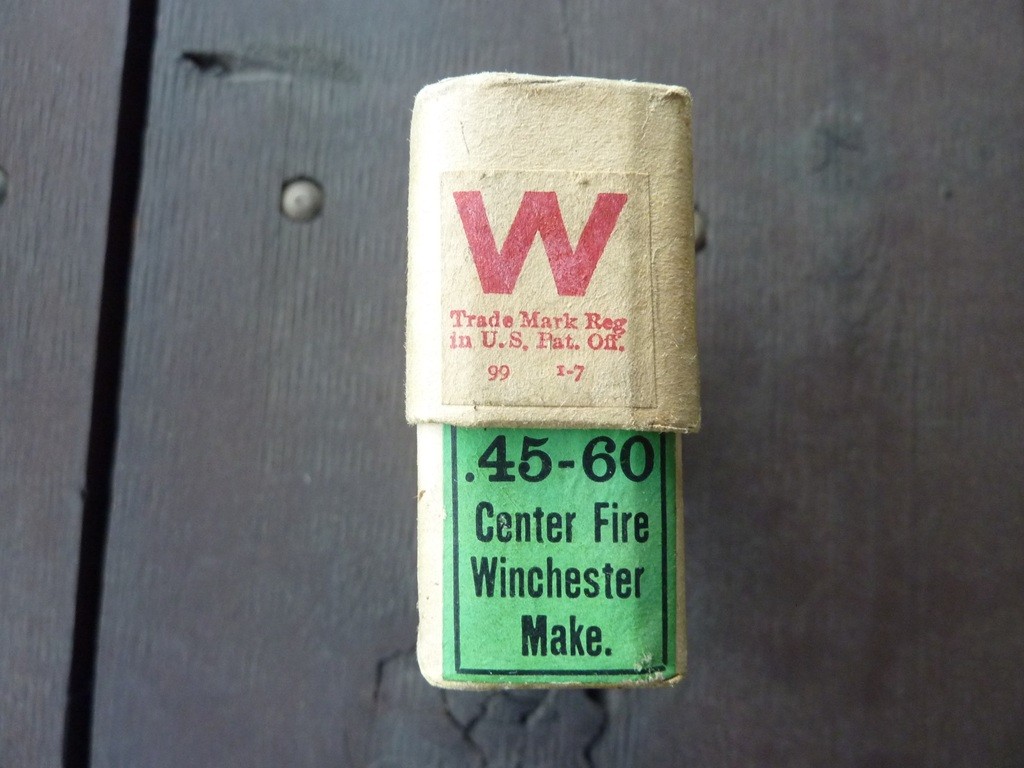 W
Trade Mark Reg
in U.S. Pat. Off.
99 1-7
.45-60
Center Fire
Winchester
Make.